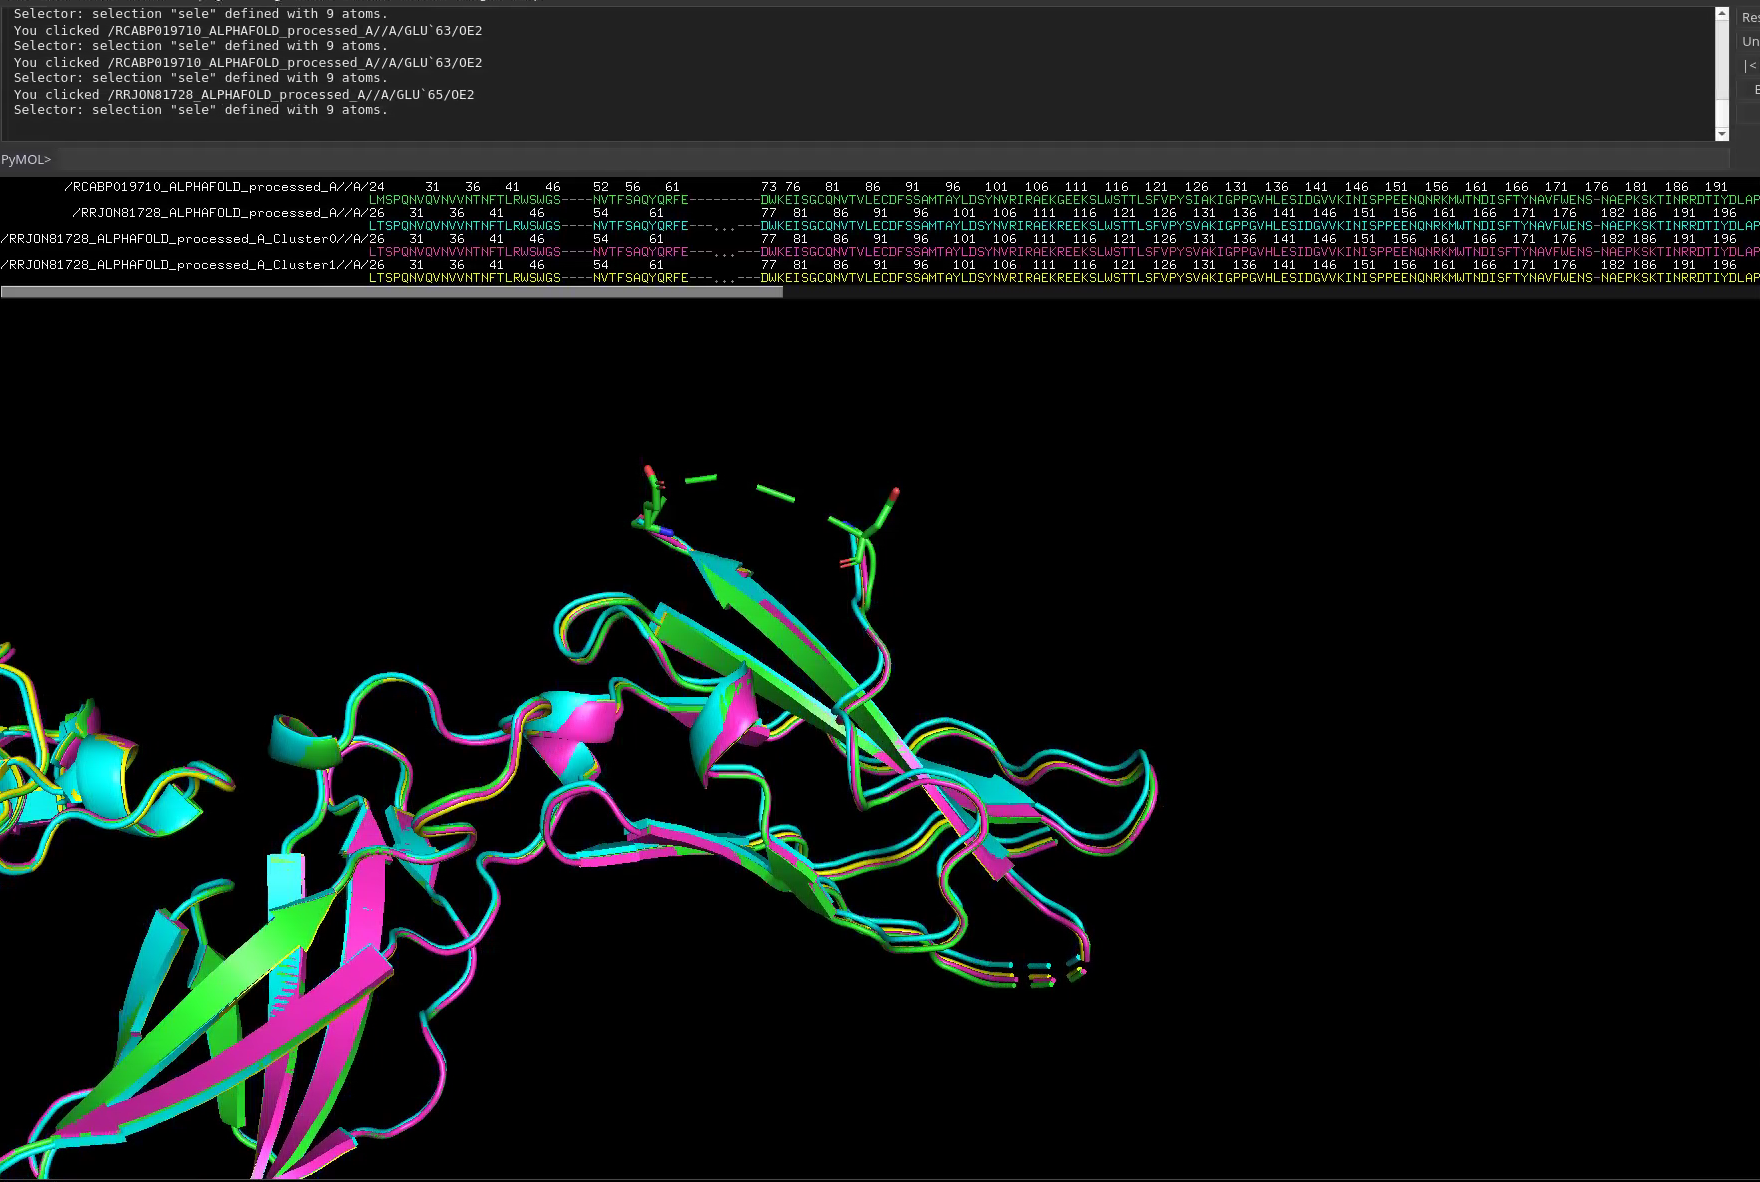 Selector: selection "sele" defined with 9 atoms.
You clicked /RCABP019710_ALPHAFOLD_processed_A//A/GLU`63/OE2
Selector: selection "sele" defined with 9 atoms.
You clicked /RCABP019710_ALPHAFOLD_processed_A//A/GLU`63/OE2
Selector: selection "sele" defined with 9 atoms.
You clicked /RRJON81728_ALPHAFOLD_processed_A//A/GLU`65/OE2
Selector: selection "sele" defined with 9 atoms.
Res
Un
|<
PyMOL>
/RCABP019710_ALPHAFOLD_processed_A//A/24 31 36 41 46 52 56 61 73 76 81 86 91 96 101 106 111 116 121 126 131 136 141 146 151 156 161 166 171 176 181 186 191
LMSPQNVQVNVVNTNFTLRWSWGS----NVTFSAQYQRFE---------DWKEISGCQNVTVLECDFSSAMTAYLDSYNVRIRAEKGEEKSLWSTTLSFVPYSIAKIGPPGVHLESIDGVVKINISPPEENQNRKMWTNDISFTYNAVFWENS-NAEPKSKTINRRDTIYDLAP
/RRJON81728_ALPHAFOLD_processed_A//A/26 31 36 41 46 54 61 77 81 86 91 96 101 106 111 116 121 126 131 136 141 146 151 156 161 166 171 176 182 186 191 196
LTSPQNVQVNVVNTNFTLRWSWGS----NVTFSAQYQRFE---...---DWKEISGCQNVTVLECDFSSAMTAYLDSYNVRIRAEKREEKSLWSTTLSFVPYSVAKIGPPGVHLESIDGVVKINISPPEENQNRKMWTNDISFTYNAVFWENS-NAEPKSKTINRRDTIYDLAP
/RRJON81728_ALPHAFOLD_processed_A_Cluster0//A/26 31 36 41 46 54 61 77 81 86 91 96 101 106 111 116 121 126 131 136 141 146 151 156 161 166 171 176 182 186 191 196
LTSPQNVQVNVVNTNFTLRWSWGS----NVTFSAQYQRFE---...---DWKEISGCQNVTVLECDFSSAMTAYLDSYNVRIRAEKREEKSLWSTTLSFVPYSVAKIGPPGVHLESIDGVVKINISPPEENQNRKMWTNDISFTYNAVFWENS-NAEPKSKTINRRDTIYDLAP
/RRJON81728_ALPHAFOLD_processed_A_Cluster1//A/26 31 36 41 46 54 61 77 81 86 91 96 101 106 111 116 121 126 131 136 141 146 151 156 161 166 171 176 182 186 191 196
LTSPQNVQVNVVNTNFTLRWSWGS----NVTFSAQYQRFE---...---DWKEISGCQNVTVLECDFSSAMTAYLDSYNVRIRAEKREEKSLWSTTLSFVPYSVAKIGPPGVHLESIDGVVKINISPPEENQNRKMWTNDISFTYNAVFWENS-NAEPKSKTINRRDTIYDLAP